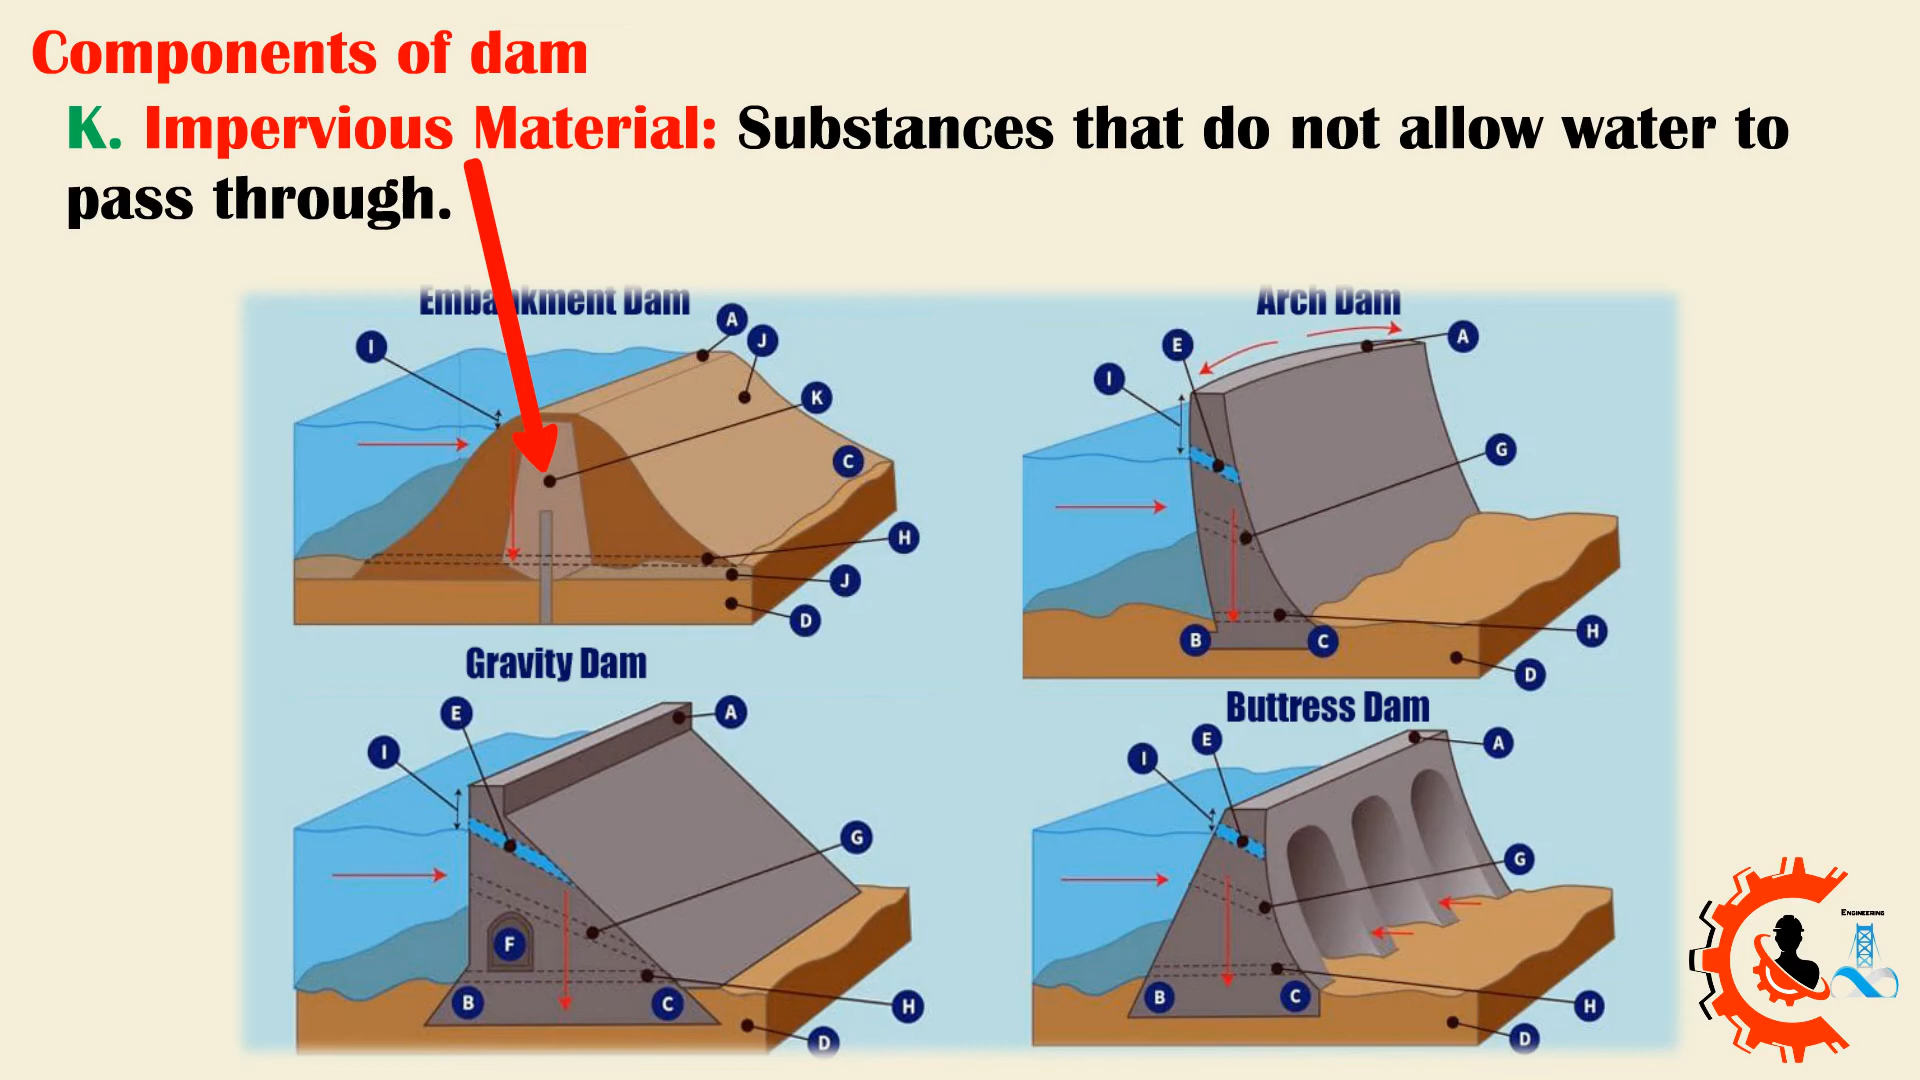 Components of dam
K. Impervious Material: Substances that do not allow water to
pass through.
Embankment Dam
A
I
J
K
C
H
J
D
Arch Dam
A
E
I
G
B
C
H
D
Gravity Dam
E
A
I
G
F
B
C
H
D
Buttress Dam
E
A
I
G
B
C
H
D
ENGINEERING